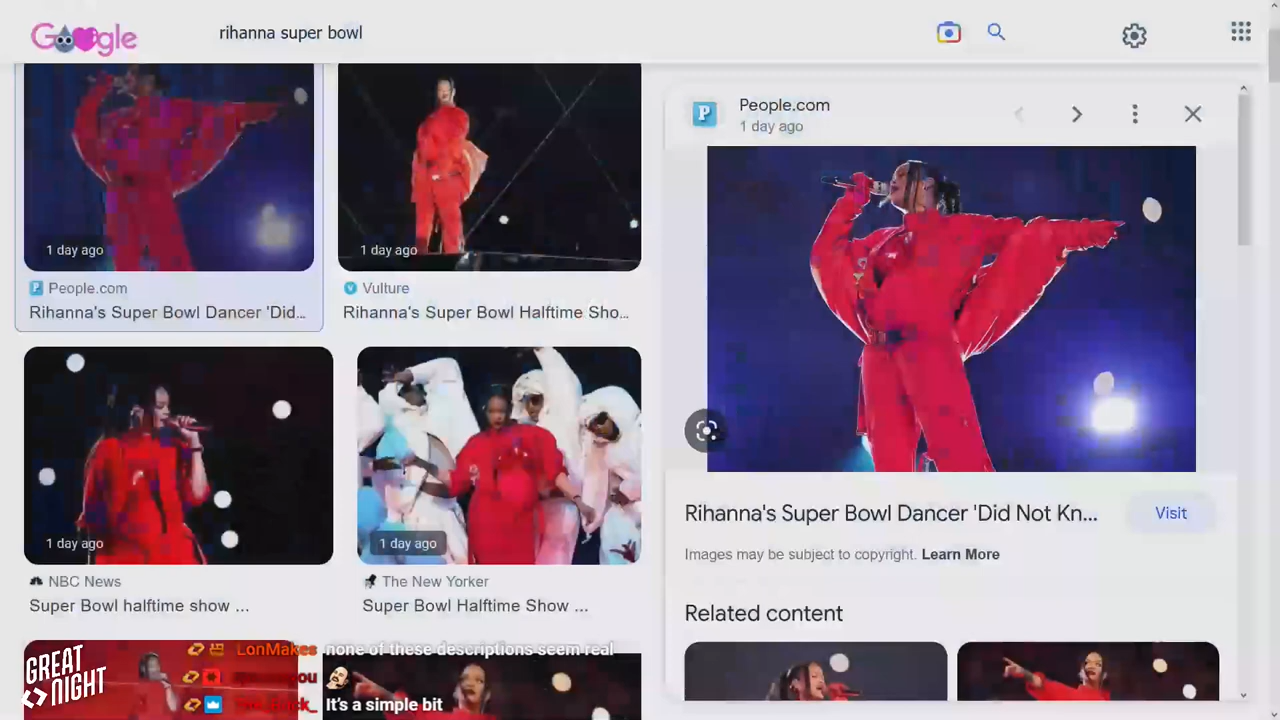 Google
rihanna super bowl
1 day ago
1 day ago
People.com
Rihanna's Super Bowl Dancer 'Did...
Vulture
Rihanna's Super Bowl Halftime Sho...
1 day ago
1 day ago
NBC News
Super Bowl halftime show ...
The New Yorker
Super Bowl Halftime Show ...
P
People.com
1 day ago
Rihanna's Super Bowl Dancer 'Did Not Kn...
Visit
Images may be subject to copyright. Learn More
Related content
GREAT
NIGHT
LonMakes none of these descriptions seem real
It's a simple bit